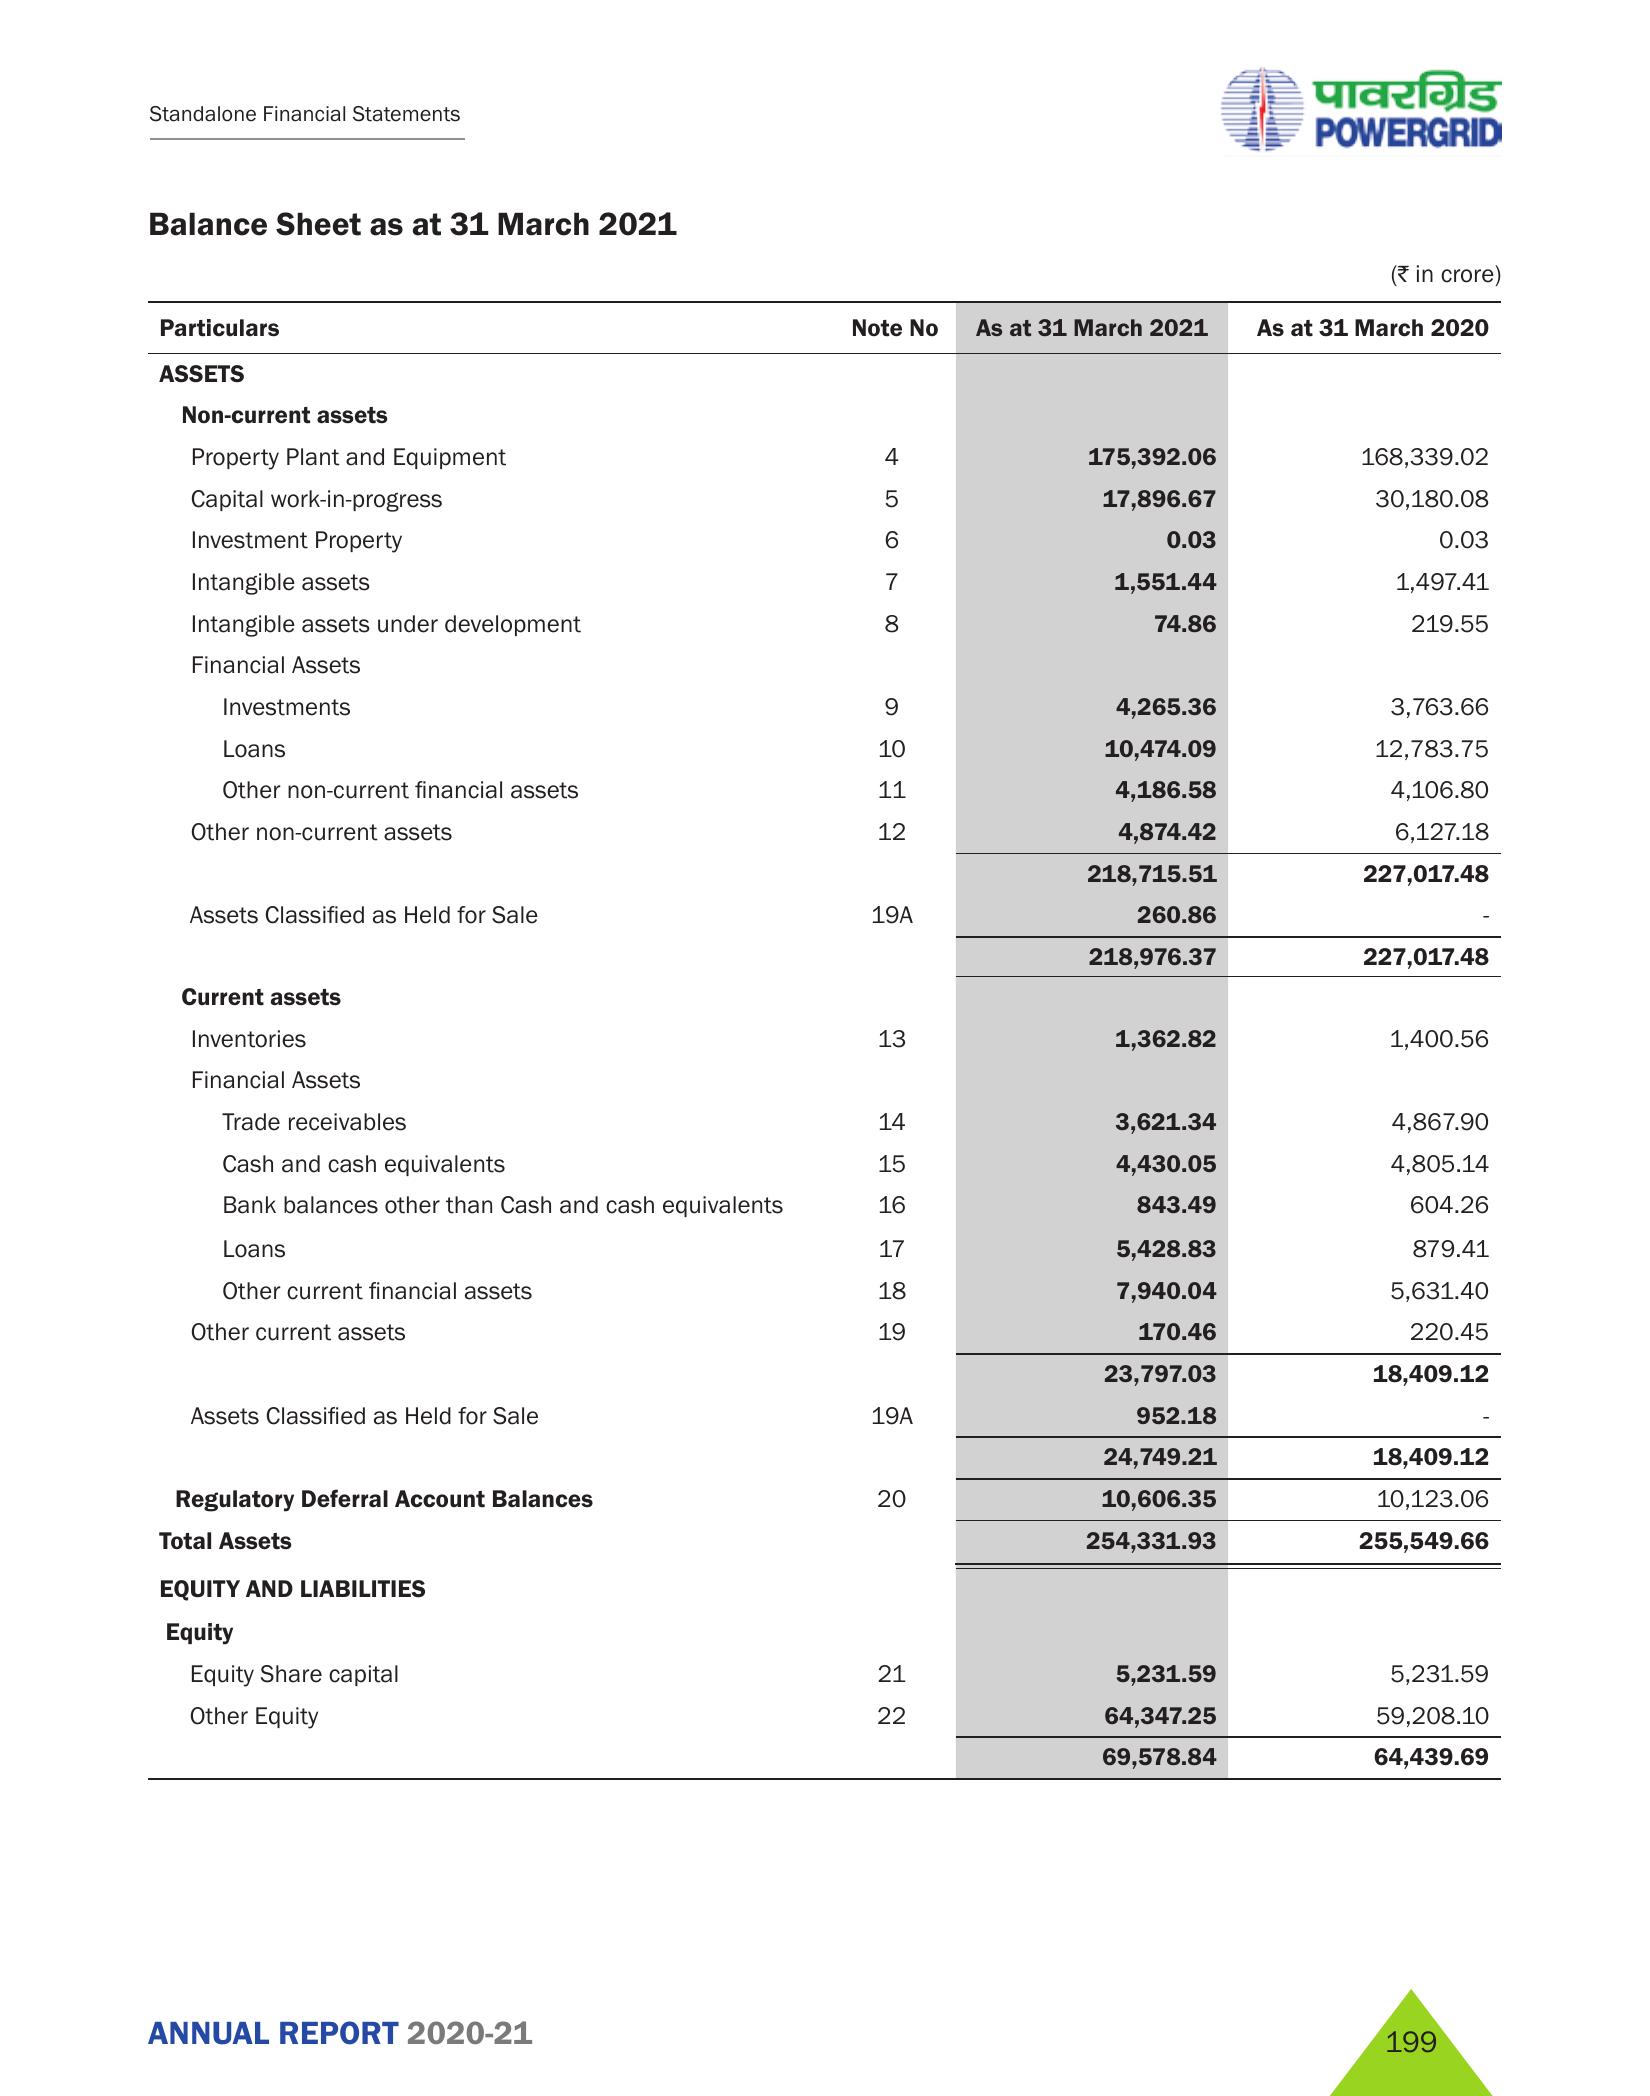 Standalone Financial Statements
पावरग्रिड
POWERGRID
Balance Sheet as at 31 March 2021
(₹ in crore)
Particulars Note No As at 31 March 2021 As at 31 March 2020
ASSETS
Non-current assets
Property Plant and Equipment 4 175,392.06 168,339.02
Capital work-in-progress 5 17,896.67 30,180.08
Investment Property 6 0.03 0.03
Intangible assets 7 1,551.44 1,497.41
Intangible assets under development 8 74.86 219.55
Financial Assets
Investments 9 4,265.36 3,763.66
Loans 10 10,474.09 12,783.75
Other non-current financial assets 11 4,186.58 4,106.80
Other non-current assets 12 4,874.42 6,127.18
218,715.51 227,017.48
Assets Classified as Held for Sale 19A 260.86 -
218,976.37 227,017.48
Current assets
Inventories 13 1,362.82 1,400.56
Financial Assets
Trade receivables 14 3,621.34 4,867.90
Cash and cash equivalents 15 4,430.05 4,805.14
Bank balances other than Cash and cash equivalents 16 843.49 604.26
Loans 17 5,428.83 879.41
Other current financial assets 18 7,940.04 5,631.40
Other current assets 19 170.46 220.45
23,797.03 18,409.12
Assets Classified as Held for Sale 19A 952.18 -
24,749.21 18,409.12
Regulatory Deferral Account Balances 20 10,606.35 10,123.06
Total Assets 254,331.93 255,549.66
EQUITY AND LIABILITIES
Equity
Equity Share capital 21 5,231.59 5,231.59
Other Equity 22 64,347.25 59,208.10
69,578.84 64,439.69
ANNUAL REPORT 2020-21
199